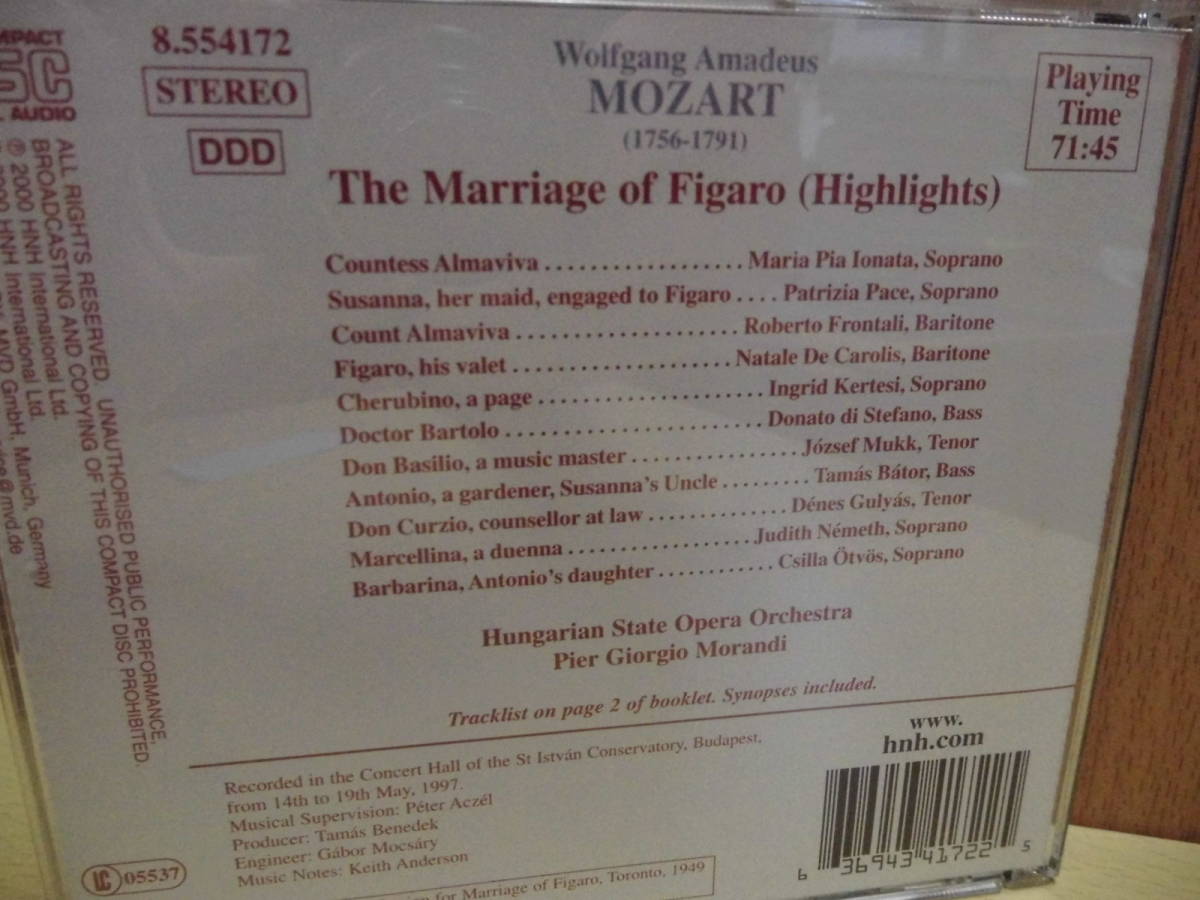 8.554172
STEREO
DDD
AUDIO
Wolfgang Amadeus
MOZART
(1756-1791)
Playing
Time
71:45
The Marriage of Figaro (Highlights)
Countess Almaviva .................. Maria Pia Ionata, Soprano
Susanna, her maid, engaged to Figaro .... Patrizia Pace, Soprano
Count Almaviva .................... Roberto Frontali, Baritone
Figaro, his valet .................... Natale De Carolis, Baritone
Cherubino, a page ..................... Ingrid Kertesi, Soprano
Doctor Bartolo ....................... Donato di Stefano, Bass
Don Basilio, a music master ............... József Mukk, Tenor
Antonio, a gardener, Susanna's Uncle ......... Tamás Bátor, Bass
Don Curzio, counsellor at law ............. Dénes Gulyás, Tenor
Marcellina, a duenna ................. Judith Németh, Soprano
Barbarina, Antonio's daughter ............ Csilla Ötvös, Soprano
Hungarian State Opera Orchestra
Pier Giorgio Morandi
Tracklist on page 2 of booklet. Synopses included.
Recorded in the Concert Hall of the St István Conservatory, Budapest,
from 14th to 19th May, 1997.
Musical Supervision: Péter Aczél
Producer: Tamás Benedek
Engineer: Gábor Mocsáry
Music Notes: Keith Anderson
for Marriage of Figaro, Toronto, 1949
www.
hnh.com
6 36943 41722 5
LC 05537
ALL RIGHTS RESERVED. UNAUTHORISED PUBLIC PERFORMANCE,
BROADCASTING AND COPYING OF THIS COMPACT DISC PROHIBITED.
℗ 2000 HNH International Ltd.
2000 HNH International Ltd.
MVD GmbH, Munich, Germany
@mvd.de